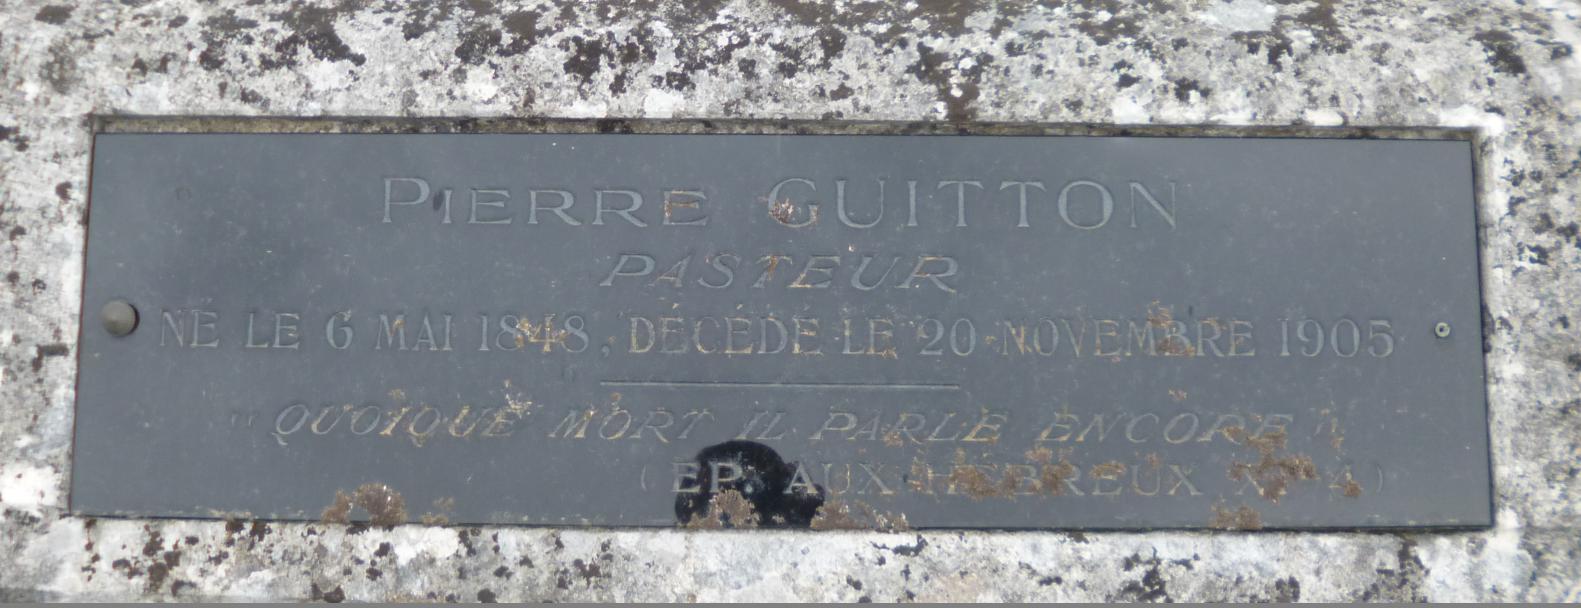 PIERRE GUITTON
PASTEUR
NÉ LE 6 MAI 1848, DÉCÉDÉ LE 20 NOVEMBRE 1905
"QUOIQUE MORT IL PARLE ENCORE"
(EP. AUX HÉBREUX XI 4)